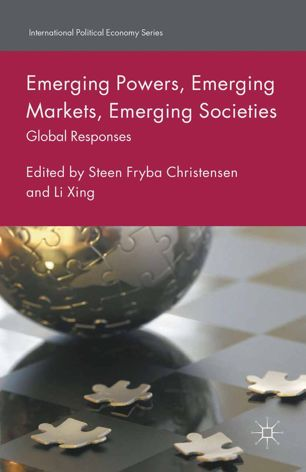 International Political Economy Series
Emerging Powers, Emerging
Markets, Emerging Societies
Global Responses
Edited by Steen Fryba Christensen
and Li Xing